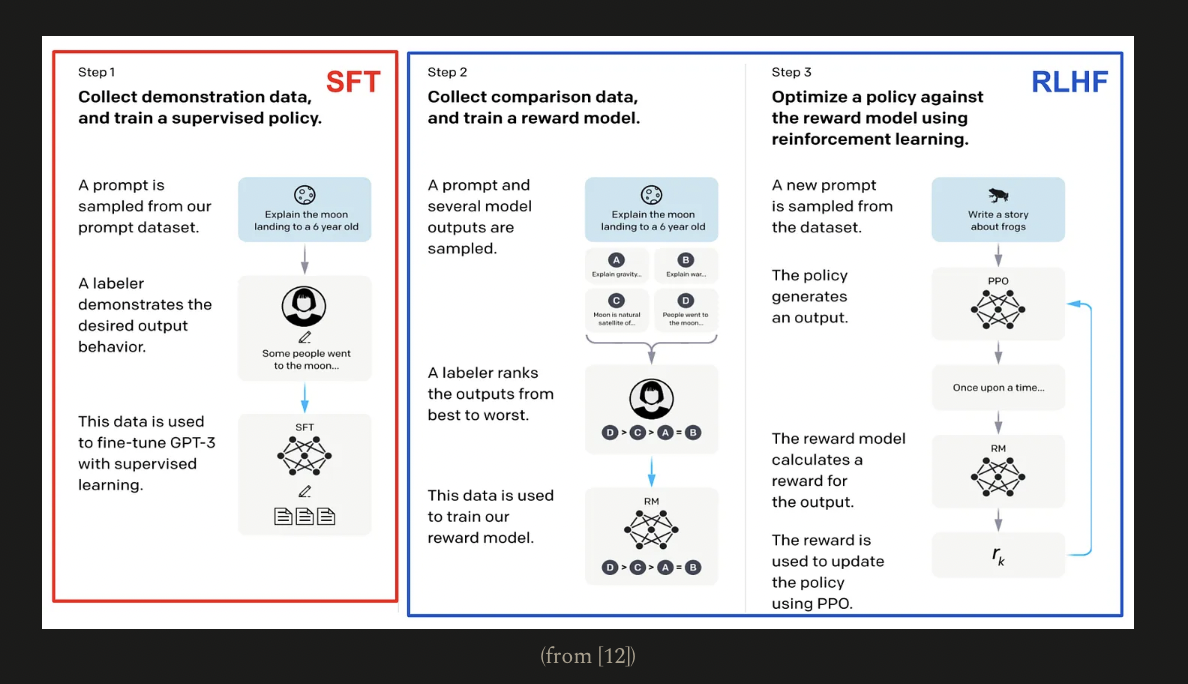 Step 1
SFT
Collect demonstration data,
and train a supervised policy.
A prompt is
sampled from our
prompt dataset.
Explain the moon
landing to a 6 year old
A labeler
demonstrates the
desired output
behavior.
Some people went
to the moon...
This data is used
to fine-tune GPT-3
with supervised
learning.
SFT
Step 2
Collect comparison data,
and train a reward model.
A prompt and
several model
outputs are
sampled.
Explain the moon
landing to a 6 year old
A
Explain gravity...
B
Explain war...
C
Moon is natural
satellite of...
D
People went to
the moon...
A labeler ranks
the outputs from
best to worst.
D > C > A = B
This data is used
to train our
reward model.
RM
D > C > A = B
Step 3
RLHF
Optimize a policy against
the reward model using
reinforcement learning.
A new prompt
is sampled from
the dataset.
Write a story
about frogs
The policy
generates
an output.
PPO
Once upon a time...
The reward model
calculates a
reward for
the output.
RM
The reward is
used to update
the policy
using PPO.
rₖ
(from [12])